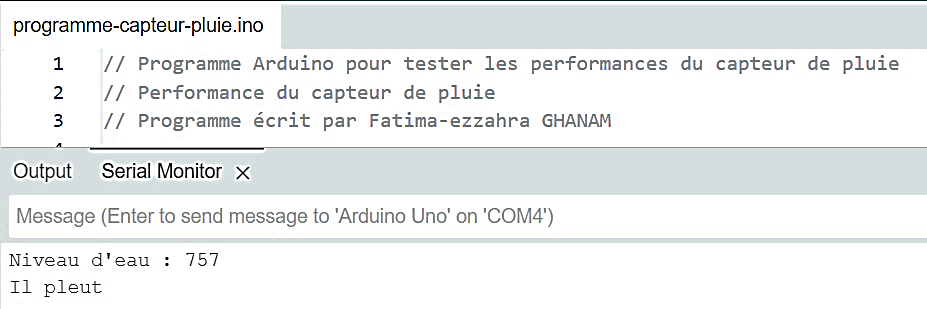 programme-capteur-pluie.ino
1 // Programme Arduino pour tester les performances du capteur de pluie
2 // Performance du capteur de pluie
3 // Programme écrit par Fatima-ezzahra GHANAM
Output Serial Monitor ×
Message (Enter to send message to 'Arduino Uno' on 'COM4')
Niveau d'eau : 757
Il pleut